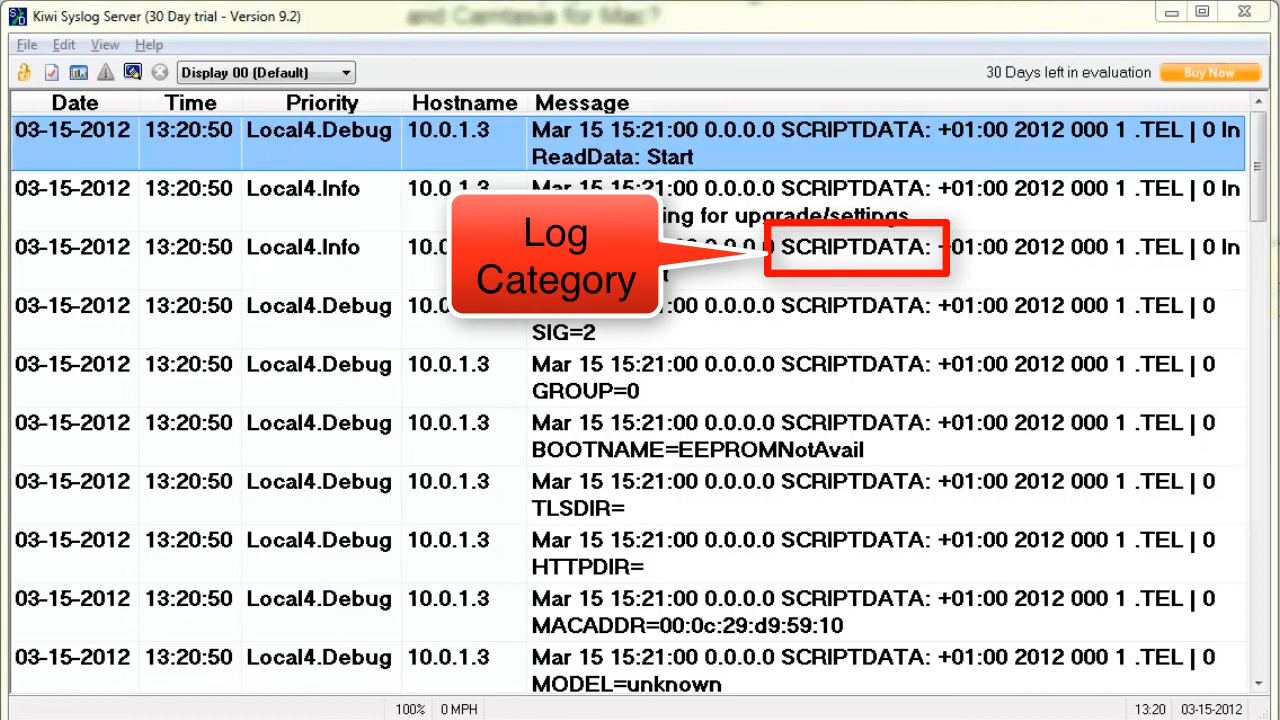 and Camtasia for Mac?
Kiwi Syslog Server (30 Day trial - Version 9.2)
File Edit View Help
Display 00 (Default) 30 Days left in evaluation Buy Now
Date Time Priority Hostname Message
03-15-2012 13:20:50 Local4.Debug 10.0.1.3 Mar 15 15:21:00 0.0.0.0 SCRIPTDATA: +01:00 2012 000 1 .TEL | 0 In
ReadData: Start
03-15-2012 13:20:50 Local4.Info 10.0.1.3 Mar 15 15:21:00 0.0.0.0 SCRIPTDATA: +01:00 2012 000 1 .TEL | 0 In
for upgrade/settings
03-15-2012 13:20:50 Local4.Info SCRIPTDATA: +01:00 2012 000 1 .TEL | 0 In
Log
Category
03-15-2012 13:20:50 Local4.Debug :00 0.0.0.0 SCRIPTDATA: +01:00 2012 000 1 .TEL | 0
SIG=2
03-15-2012 13:20:50 Local4.Debug 10.0.1.3 Mar 15 15:21:00 0.0.0.0 SCRIPTDATA: +01:00 2012 000 1 .TEL | 0
GROUP=0
03-15-2012 13:20:50 Local4.Debug 10.0.1.3 Mar 15 15:21:00 0.0.0.0 SCRIPTDATA: +01:00 2012 000 1 .TEL | 0
BOOTNAME=EEPROMNotAvail
03-15-2012 13:20:50 Local4.Debug 10.0.1.3 Mar 15 15:21:00 0.0.0.0 SCRIPTDATA: +01:00 2012 000 1 .TEL | 0
TLSDIR=
03-15-2012 13:20:50 Local4.Debug 10.0.1.3 Mar 15 15:21:00 0.0.0.0 SCRIPTDATA: +01:00 2012 000 1 .TEL | 0
HTTPDIR=
03-15-2012 13:20:50 Local4.Debug 10.0.1.3 Mar 15 15:21:00 0.0.0.0 SCRIPTDATA: +01:00 2012 000 1 .TEL | 0
MACADDR=00:0c:29:d9:59:10
03-15-2012 13:20:50 Local4.Debug 10.0.1.3 Mar 15 15:21:00 0.0.0.0 SCRIPTDATA: +01:00 2012 000 1 .TEL | 0
MODEL=unknown
100% 0 MPH 13:20 03-15-2012